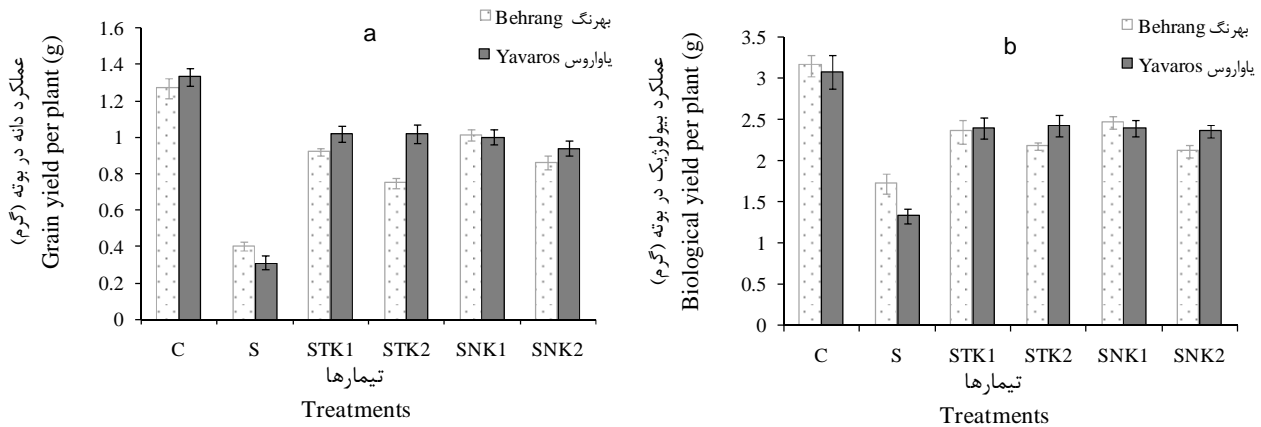 a
بهرنگ Behrang
یاواروس Yavaros
عملکرد دانه در بوته (گرم)
Grain yield per plant (g)
1.6
1.4
1.2
1
0.8
0.6
0.4
0.2
0
C S STK1 STK2 SNK1 SNK2
تیمارها
Treatments
b
بهرنگ Behrang
یاواروس Yavaros
عملکرد بیولوژیک در بوته (گرم)
Biological yield per plant (g)
3.5
3
2.5
2
1.5
1
0.5
0
C S STK1 STK2 SNK1 SNK2
تیمارها
Treatments